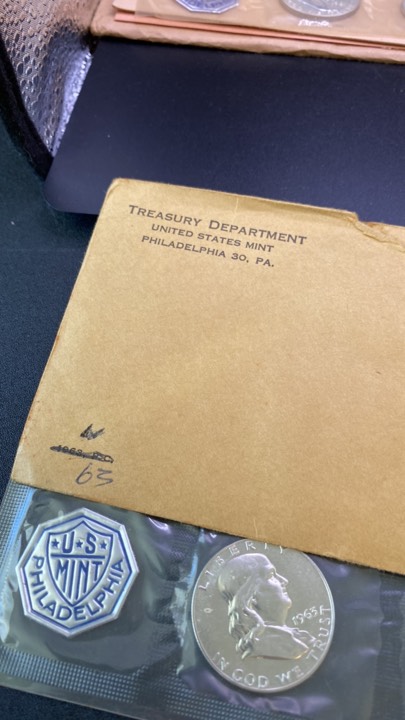 TREASURY DEPARTMENT
UNITED STATES MINT
PHILADELPHIA 30, PA.
63
U★S
MINT
PHILADELPHIA
LIBERTY
1963
IN GOD WE TRUST